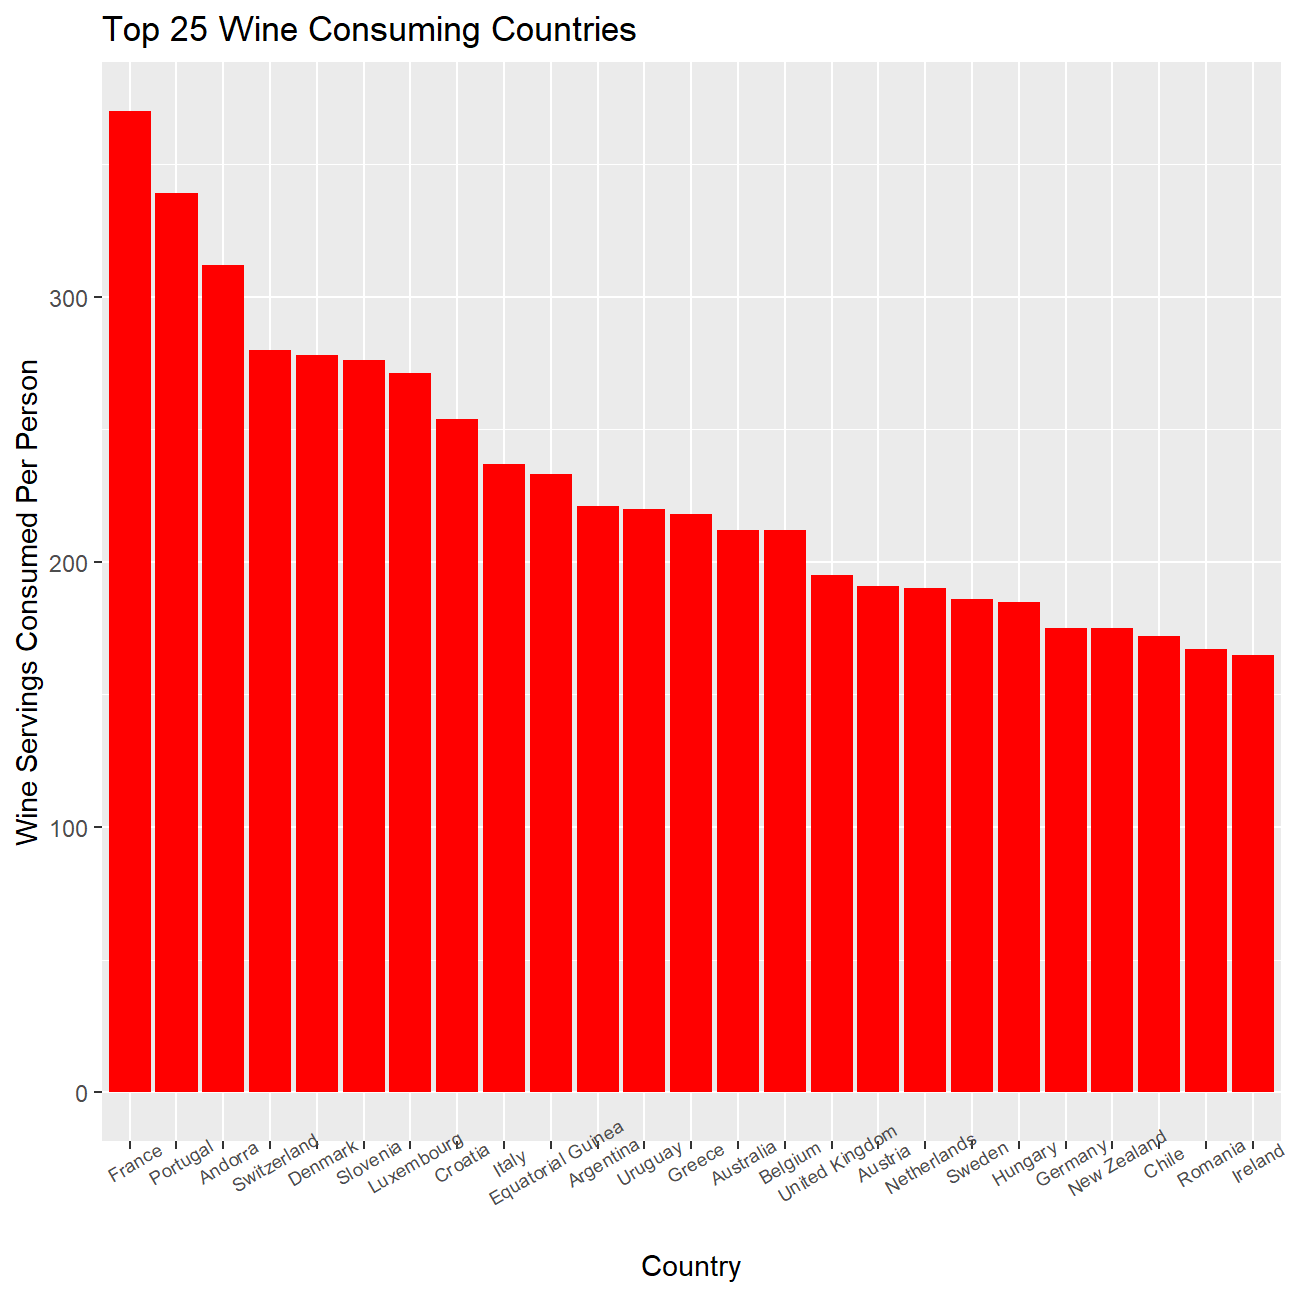 Top 25 Wine Consuming Countries
Wine Servings Consumed Per Person
300
200
100
0
France
Portugal
Andorra
Switzerland
Denmark
Slovenia
Luxembourg
Croatia
Italy
Equatorial Guinea
Argentina
Uruguay
Greece
Australia
Belgium
United Kingdom
Austria
Netherlands
Sweden
Hungary
Germany
New Zealand
Chile
Romania
Ireland
Country